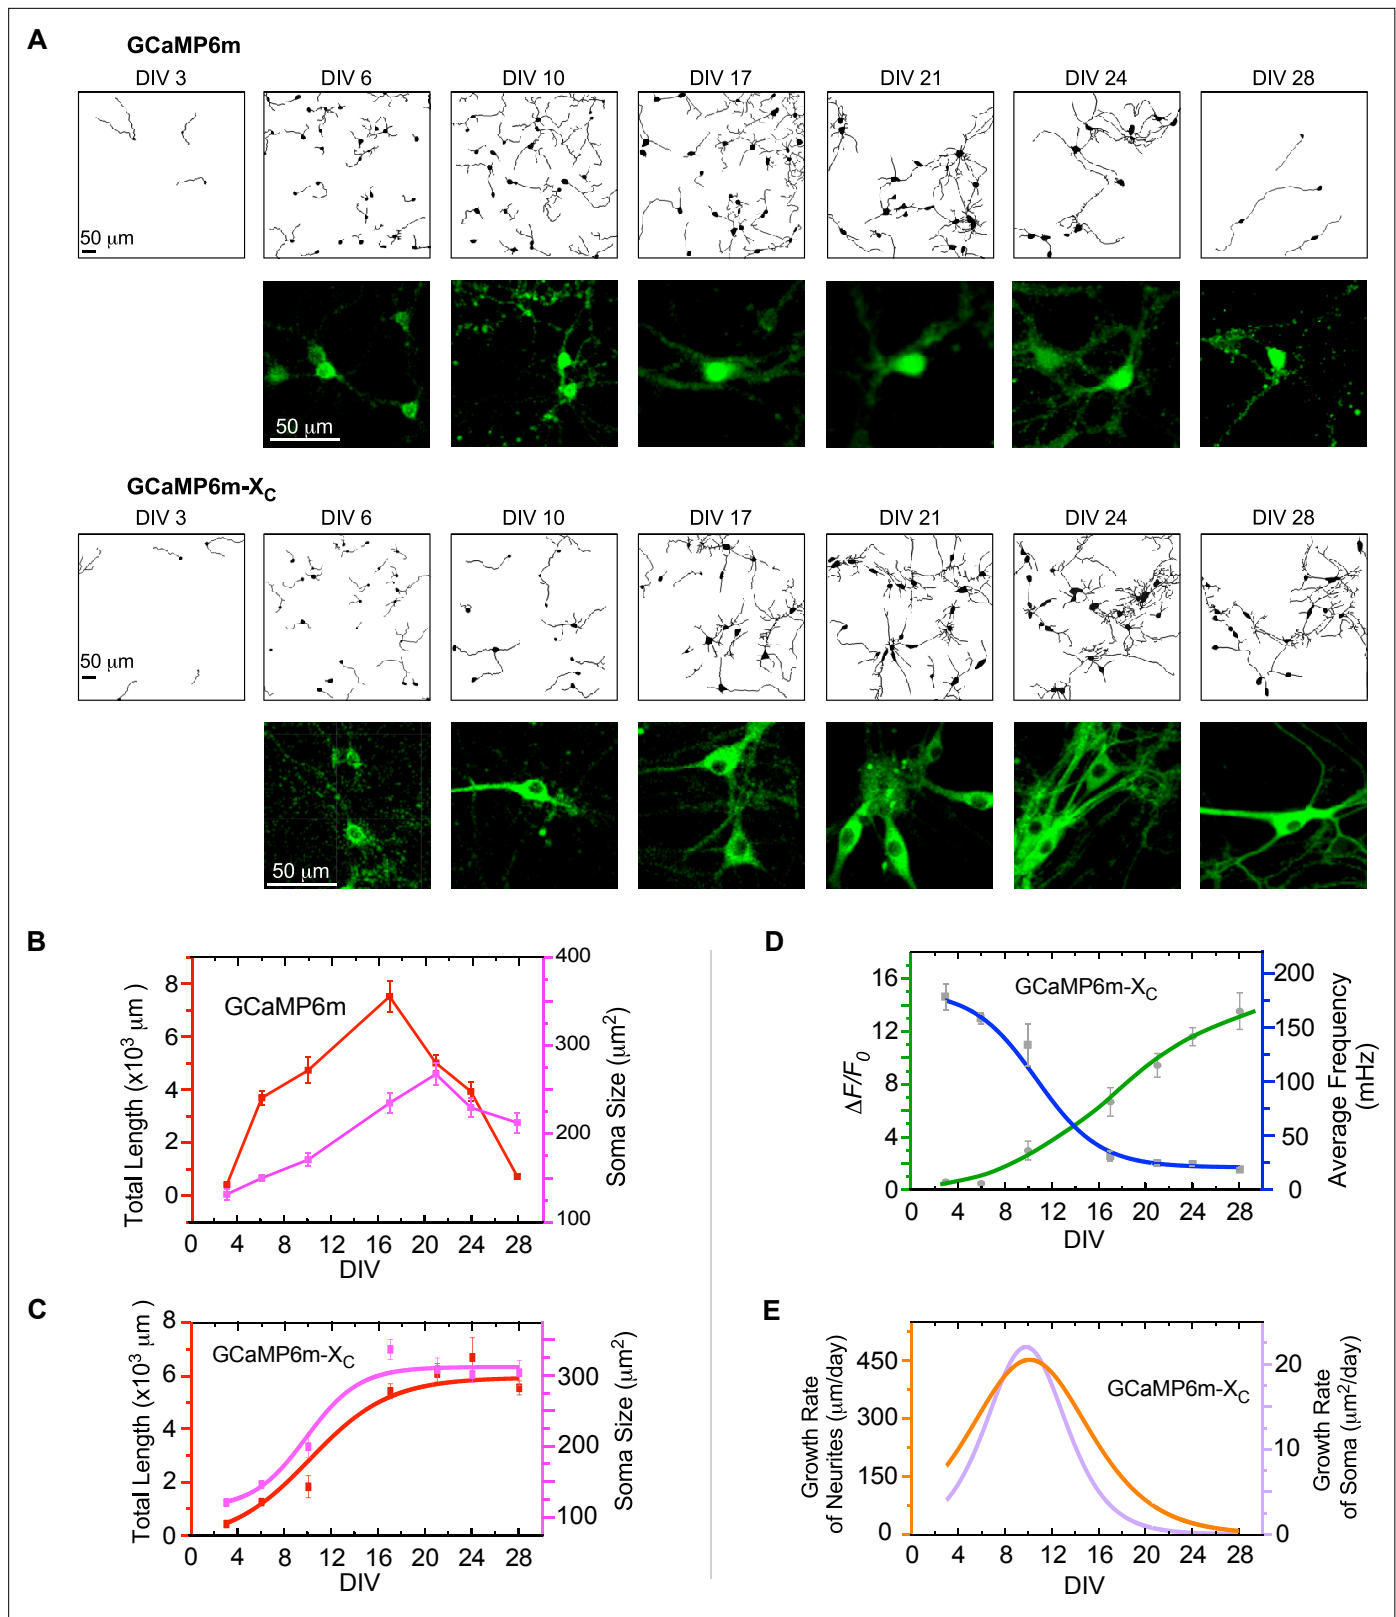 A
GCaMP6m
DIV 3 DIV 6 DIV 10 DIV 17 DIV 21 DIV 24 DIV 28
50 μm
50 μm
GCaMP6m-XC
DIV 3 DIV 6 DIV 10 DIV 17 DIV 21 DIV 24 DIV 28
50 μm
50 μm
B
Total Length (x10³ μm )
8
6
4
2
0
GCaMP6m
400
300
200
100
Soma Size (μm²)
0 4 8 12 16 20 24 28
DIV
C
Total Length (x10³ μm )
8
6
4
2
0
GCaMP6m-XC
300
200
100
Soma Size (μm²)
0 4 8 12 16 20 24 28
DIV
D
ΔF/F0
16
12
8
4
0
GCaMP6m-XC
200
150
100
50
0
Average Frequency
(mHz)
0 4 8 12 16 20 24 28
DIV
E
Growth Rate
of Neurites (μm/day)
450
300
150
0
GCaMP6m-XC
20
10
0
Growth Rate
of Soma (μm²/day)
0 4 8 12 16 20 24 28
DIV